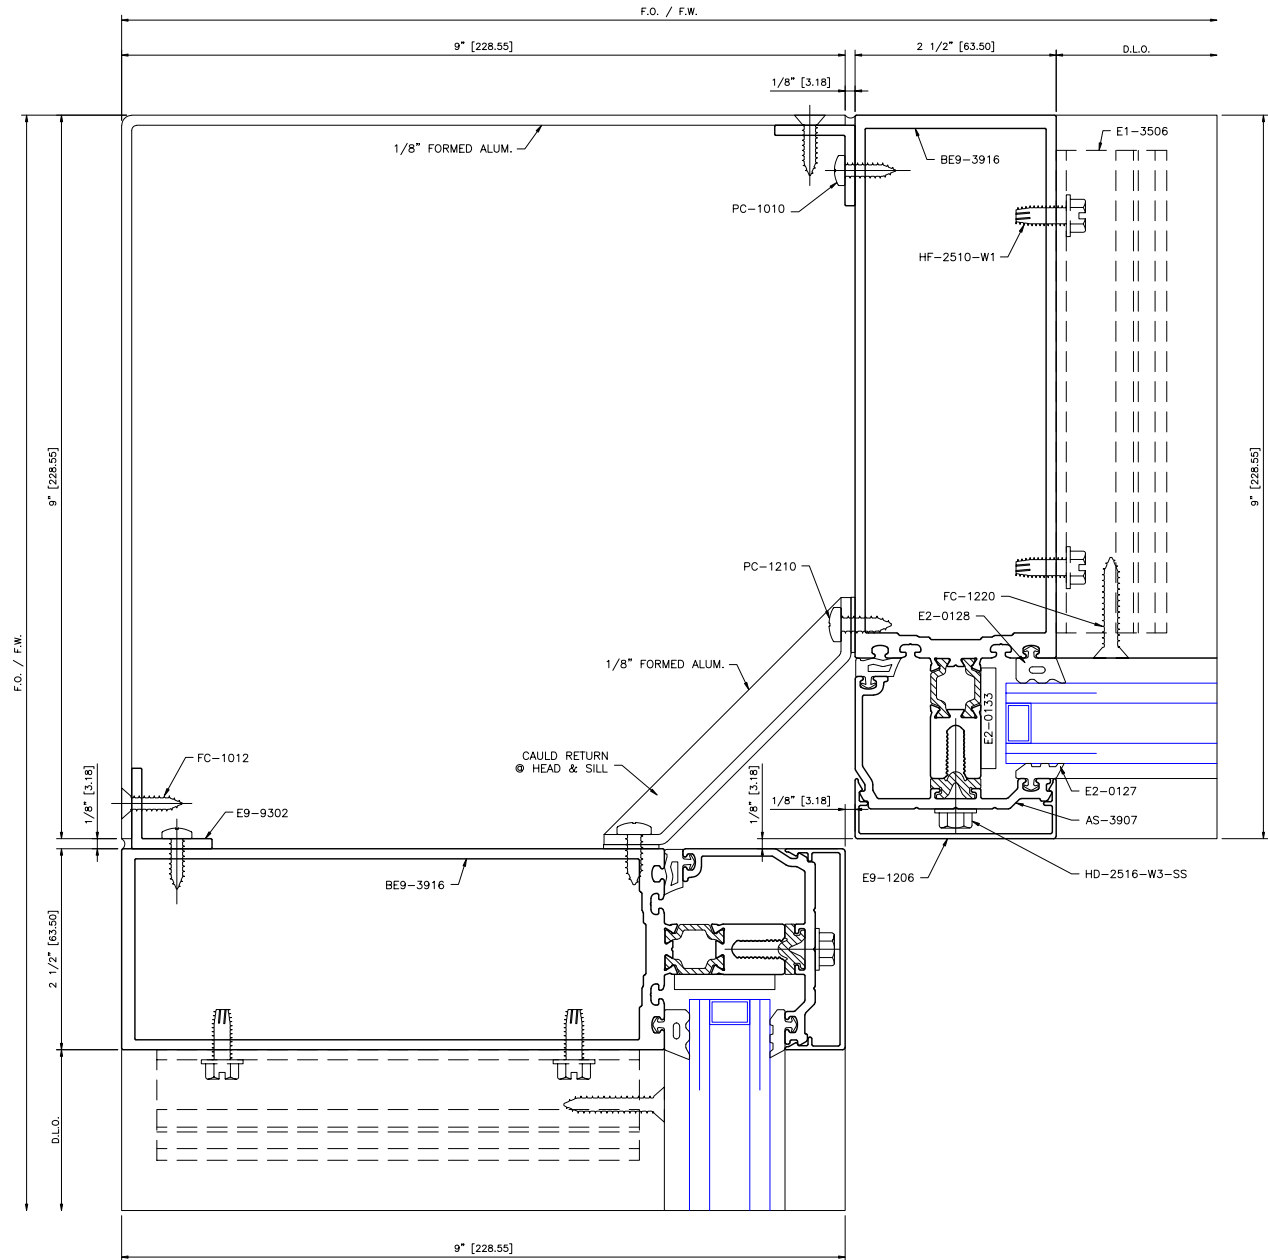 F.O. / F.W.
9" [228.55]
2 1/2" [63.50]
D.L.O.
1/8" [3.18]
1/8" FORMED ALUM.
E1-3506
BE9-3916
PC-1010
HF-2510-W1
9" [228.55]
9" [228.55]
PC-1210
FC-1220
E2-0128
F.O. / F.W.
1/8" FORMED ALUM.
E2-0133
CAULD RETURN
@ HEAD & SILL
FC-1012
1/8" [3.18]
1/8" [3.18]
1/8" [3.18]
E2-0127
E9-9302
AS-3907
BE9-3916
E9-1206
HD-2516-W3-SS
2 1/2" [63.50]
D.L.O.
9" [228.55]